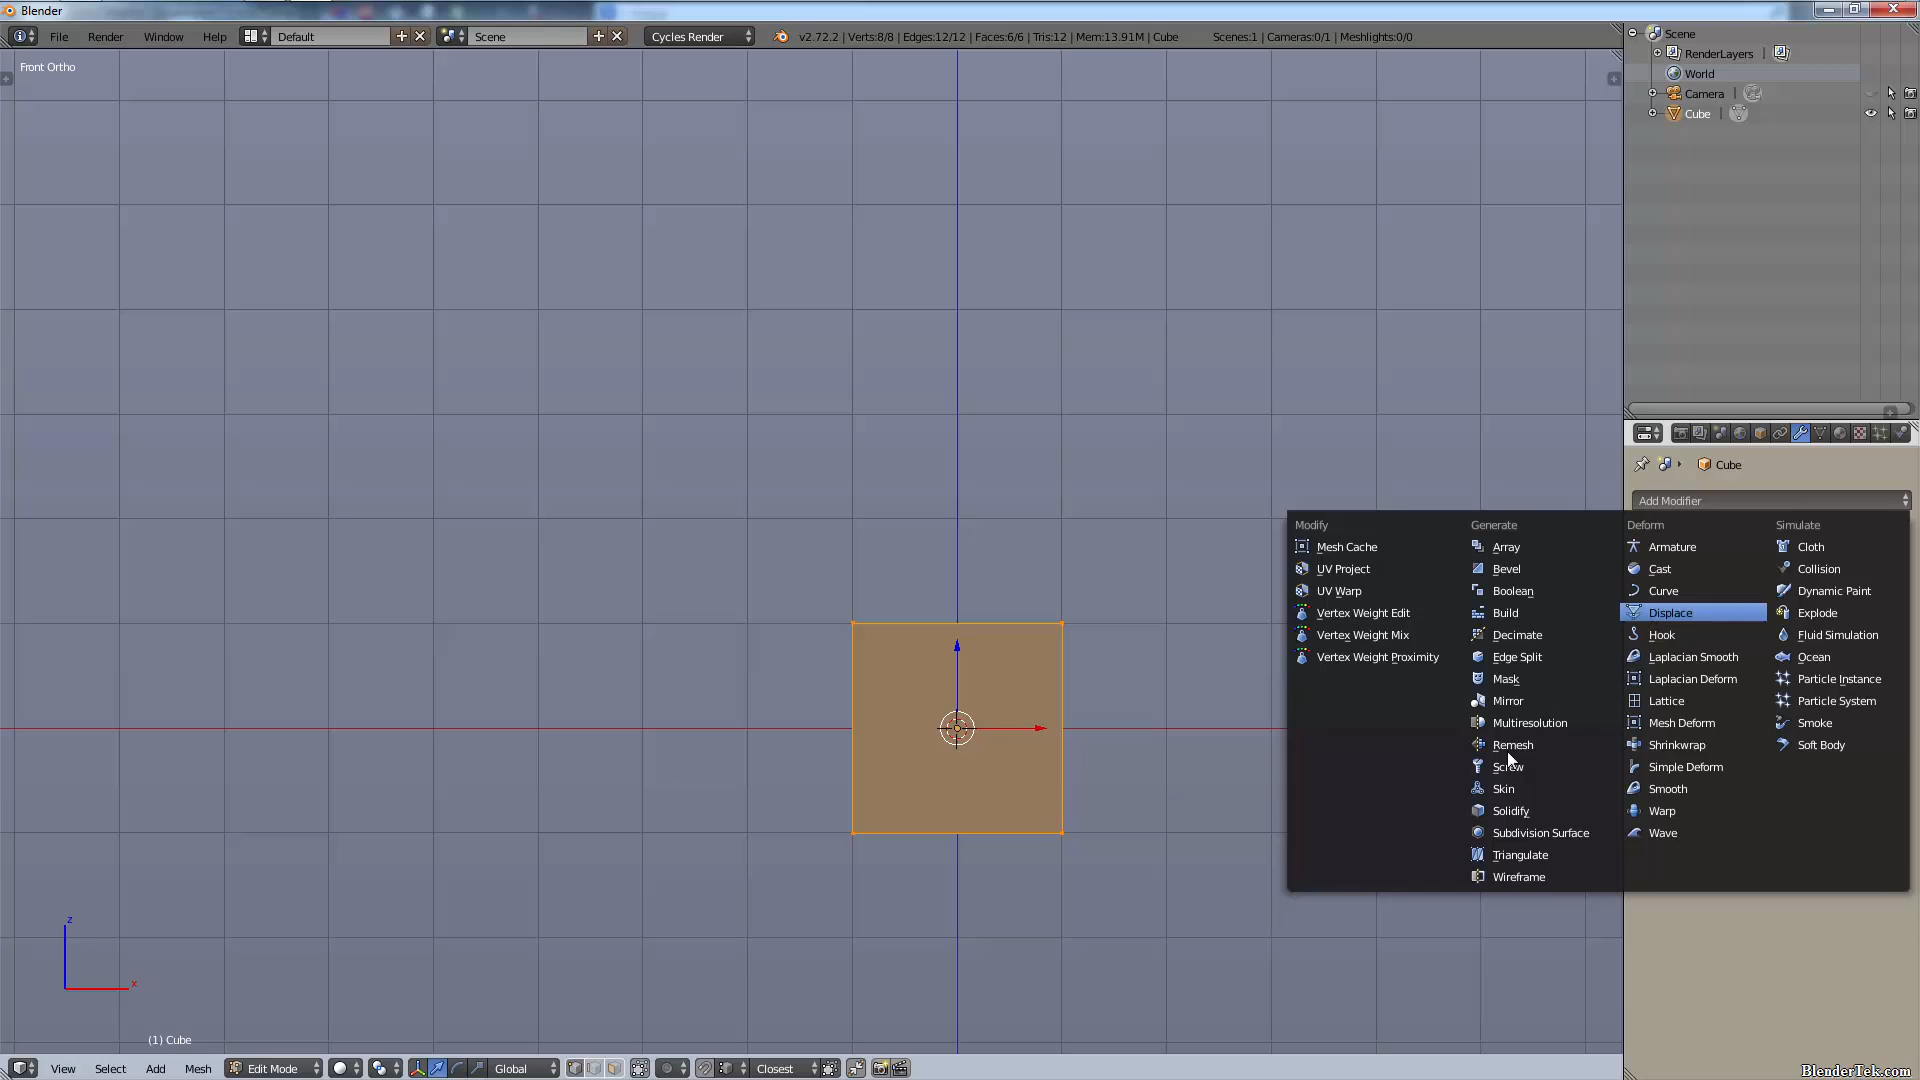 Blender
File Render Window Help Default Scene Cycles Render v2.72.2 | Verts:8/8 | Edges:12/12 | Faces:6/6 | Tris:12 | Mem:13.91M | Cube Scenes:1 | Cameras:0/1 | Meshlights:0/0
Front Ortho
Scene
RenderLayers
World
Camera
Cube
Cube
Add Modifier
Modify
Mesh Cache
UV Project
UV Warp
Vertex Weight Edit
Vertex Weight Mix
Vertex Weight Proximity
Generate
Array
Bevel
Boolean
Build
Decimate
Edge Split
Mask
Mirror
Multiresolution
Remesh
Screw
Skin
Solidify
Subdivision Surface
Triangulate
Wireframe
Deform
Armature
Cast
Curve
Displace
Hook
Laplacian Smooth
Laplacian Deform
Lattice
Mesh Deform
Shrinkwrap
Simple Deform
Smooth
Warp
Wave
Simulate
Cloth
Collision
Dynamic Paint
Explode
Fluid Simulation
Ocean
Particle Instance
Particle System
Smoke
Soft Body
z
x
(1) Cube
View Select Add Mesh Edit Mode Global Closest
BlenderTek.com